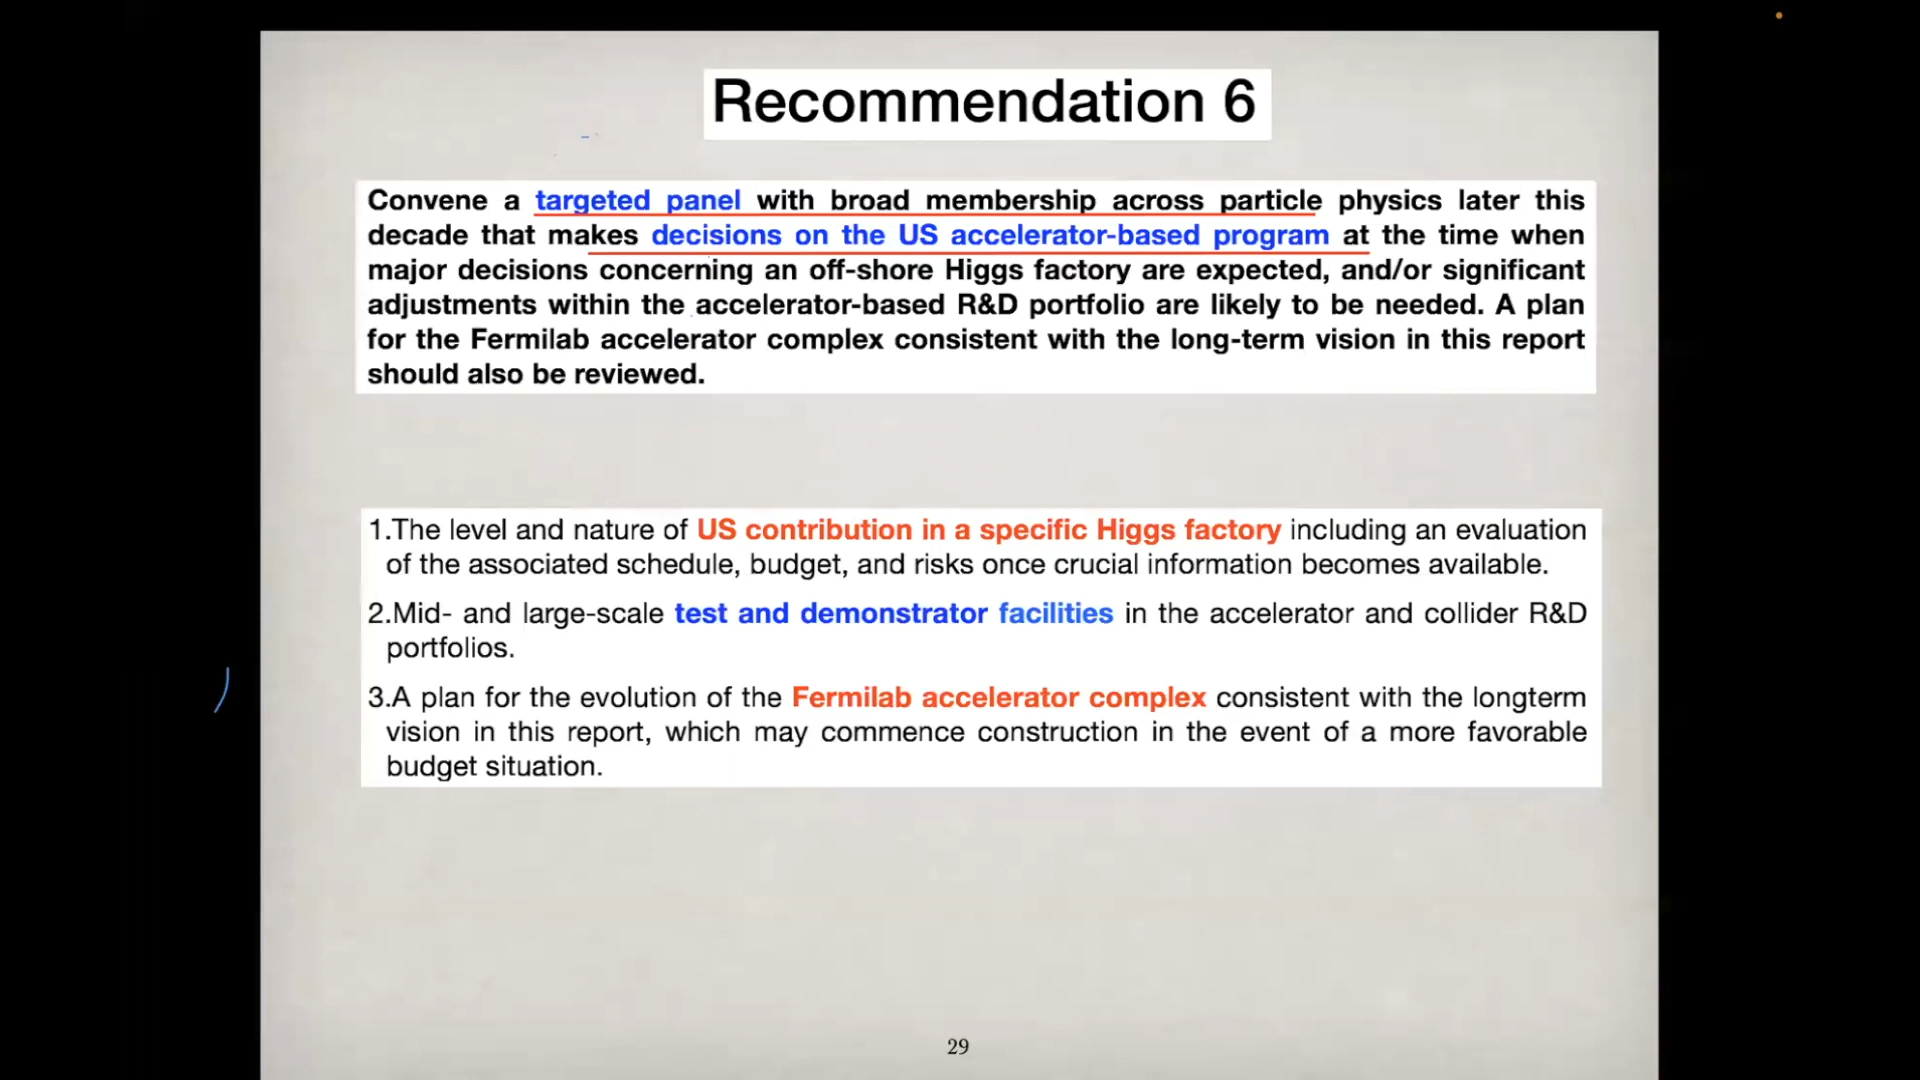 Recommendation 6
Convene a targeted panel with broad membership across particle physics later this
decade that makes decisions on the US accelerator-based program at the time when
major decisions concerning an off-shore Higgs factory are expected, and/or significant
adjustments within the accelerator-based R&D portfolio are likely to be needed. A plan
for the Fermilab accelerator complex consistent with the long-term vision in this report
should also be reviewed.
1.The level and nature of US contribution in a specific Higgs factory including an evaluation
of the associated schedule, budget, and risks once crucial information becomes available.
2.Mid- and large-scale test and demonstrator facilities in the accelerator and collider R&D
portfolios.
3.A plan for the evolution of the Fermilab accelerator complex consistent with the longterm
vision in this report, which may commence construction in the event of a more favorable
budget situation.
29